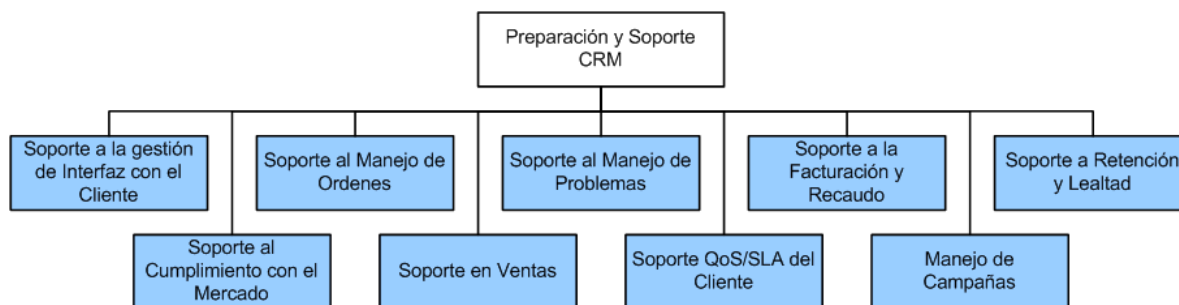 Preparación y Soporte
CRM
Soporte a la gestión
de Interfaz con el
Cliente
Soporte al Manejo de
Ordenes
Soporte al Manejo de
Problemas
Soporte a la
Facturación y
Recaudo
Soporte a Retención
y Lealtad
Soporte al
Cumplimiento con el
Mercado
Soporte en Ventas
Soporte QoS/SLA del
Cliente
Manejo de
Campañas